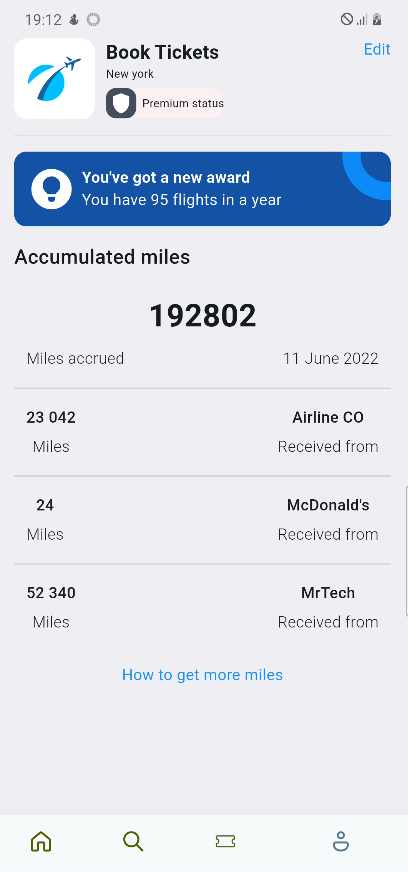 19:12
Book Tickets
Edit
New york
Premium status
You've got a new award
You have 95 flights in a year
Accumulated miles
192802
Miles accrued 11 June 2022
23 042 Airline CO
Miles Received from
24 McDonald's
Miles Received from
52 340 MrTech
Miles Received from
How to get more miles